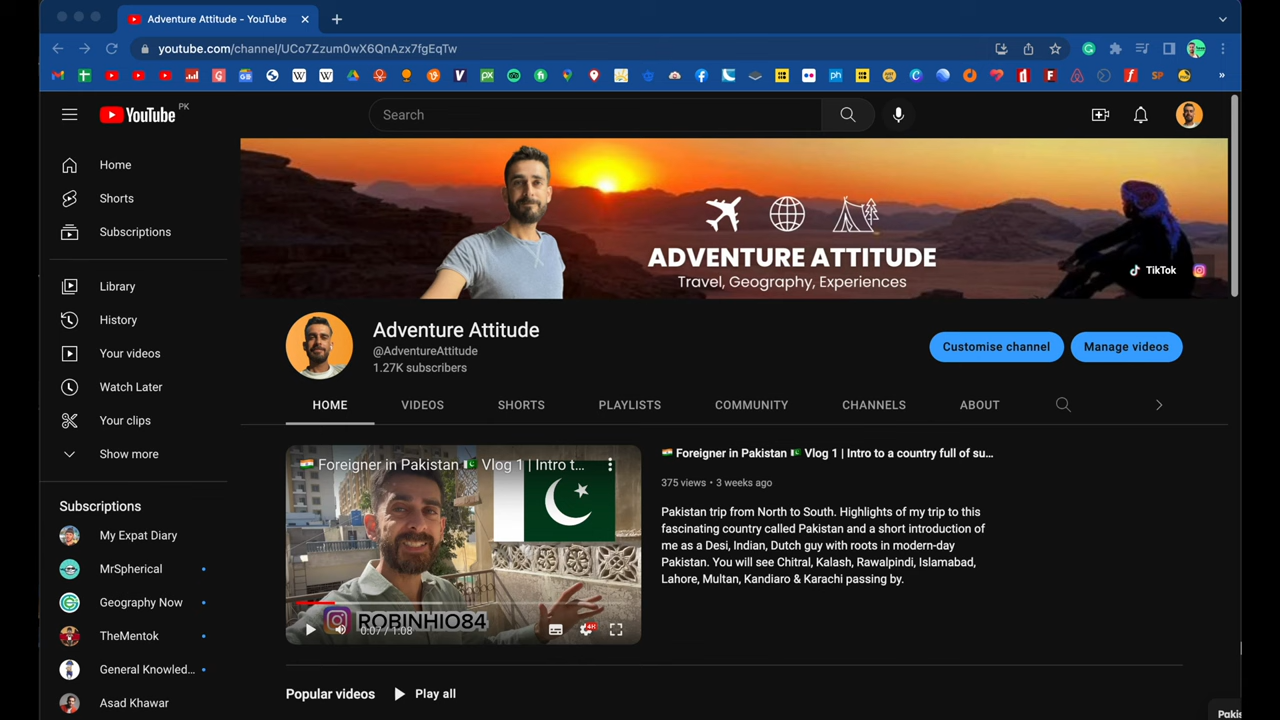 Adventure Attitude - YouTube
youtube.com/channel/UCo7Zzum0wX6QnAzx7fgEqTw
YouTube PK
Search
Home
Shorts
Subscriptions
Library
History
Your videos
Watch Later
Your clips
Show more
Subscriptions
My Expat Diary
MrSpherical
Geography Now
TheMentok
General Knowled...
Asad Khawar
ADVENTURE ATTITUDE
Travel, Geography, Experiences
TikTok
Adventure Attitude
@AdventureAttitude
1.27K subscribers
Customise channel
Manage videos
HOME
VIDEOS
SHORTS
PLAYLISTS
COMMUNITY
CHANNELS
ABOUT
Foreigner in Pakistan 🇵🇰 Vlog 1 | Intro t...
ROBINHIO84
0:07 / 1:08
4K
🇮🇳 Foreigner in Pakistan 🇵🇰 Vlog 1 | Intro to a country full of su...
375 views • 3 weeks ago
Pakistan trip from North to South. Highlights of my trip to this
fascinating country called Pakistan and a short introduction of
me as a Desi, Indian, Dutch guy with roots in modern-day
Pakistan. You will see Chitral, Kalash, Rawalpindi, Islamabad,
Lahore, Multan, Kandiaro & Karachi passing by.
Popular videos
Play all